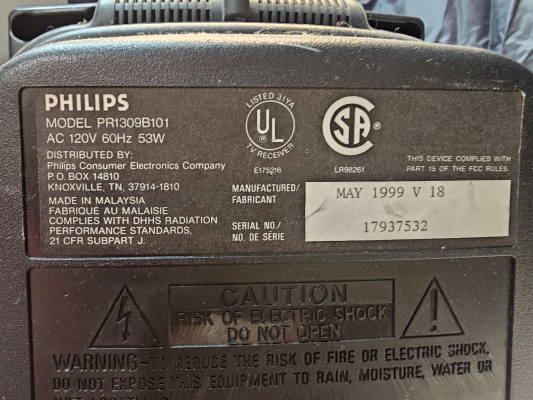 PHILIPS
MODEL PR1309B101
AC 120V 60Hz 53W
DISTRIBUTED BY:
Philips Consumer Electronics Company
P.O. BOX 14810
KNOXVILLE, TN, 37914-1810
MADE IN MALAYSIA
FABRIQUÉ AU MALAISIE
COMPLIES WITH DHHS RADIATION
PERFORMANCE STANDARDS,
21 CFR SUBPART J.
LISTED 31YA
UL
TV RECEIVER
E175216
SA
LR98261
THIS DEVICE COMPLIES WITH
PART 15 OF THE FCC RULES.
MANUFACTURED/
FABRICANT
MAY 1999 V 18
SERIAL NO./
NO. DE SÉRIE
17937532
CAUTION
RISK OF ELECTRIC SHOCK
DO NOT OPEN
WARNING-TO REDUCE THE RISK OF FIRE OR ELECTRIC SHOCK,
DO NOT EXPOSE THIS EQUIPMENT TO RAIN, MOISTURE, WATER OR